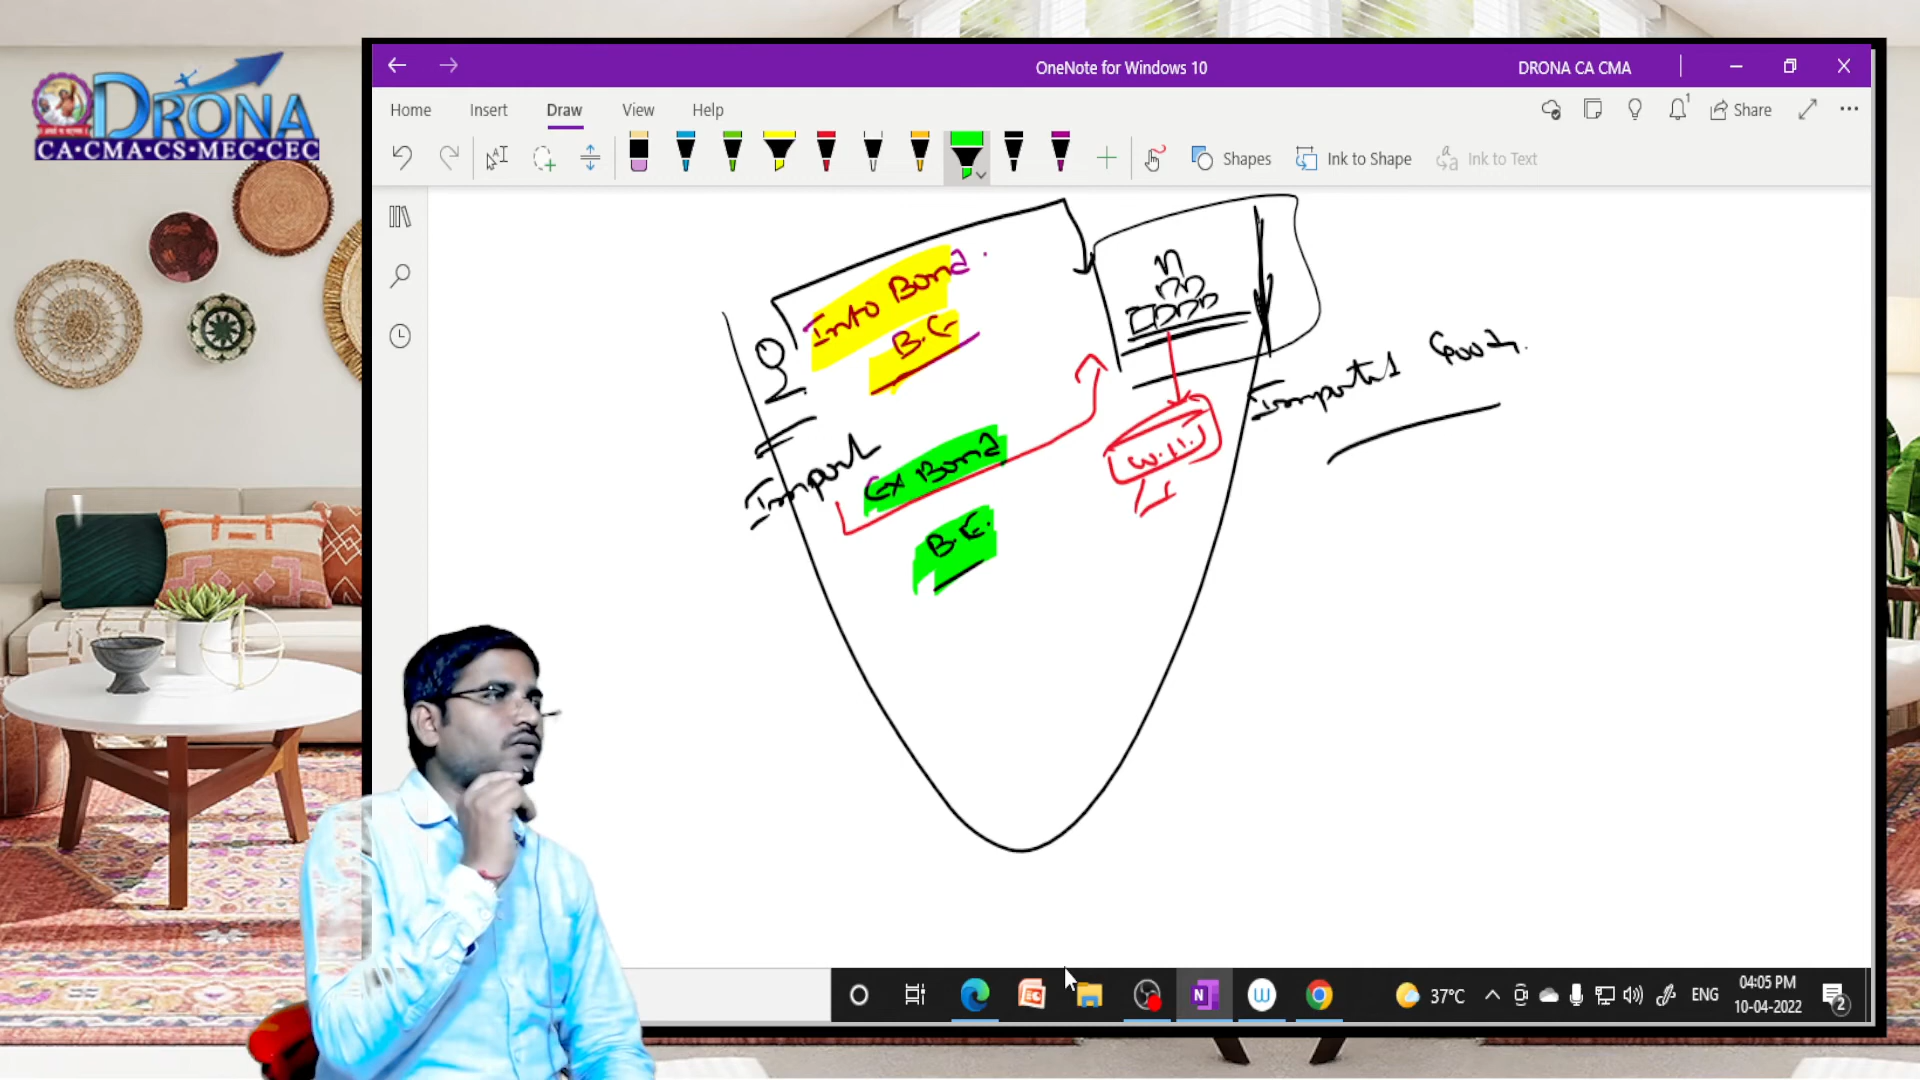 DRONA
CA•CMA•CS•MEC•CEC
OneNote for Windows 10
DRONA CA CMA
Home
Insert
Draw
View
Help
1
Share
Shapes
Ink to Shape
Ink to Text
Into Bond.
B.E
Import
Ex Bond
B.E.
W.H.
Imported Goods.
37°C
ENG
04:05 PM
10-04-2022
2